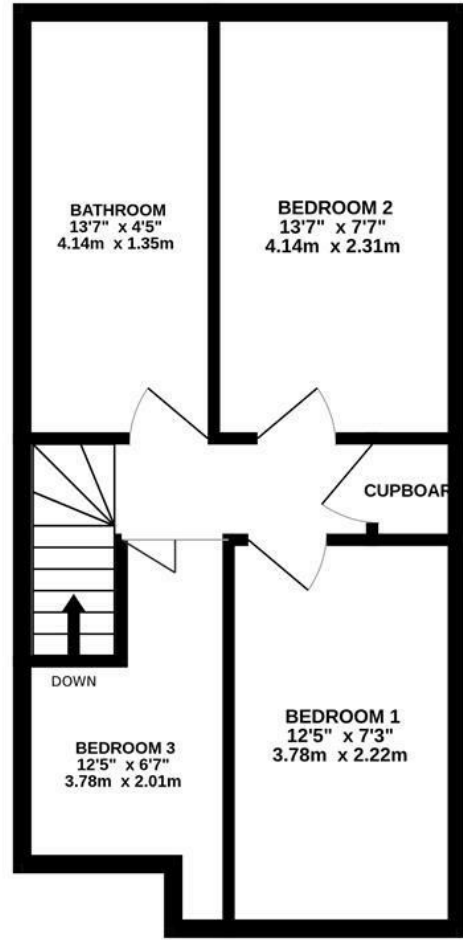 BATHROOM
13'7" x 4'5"
4.14m x 1.35m
BEDROOM 2
13'7" x 7'7"
4.14m x 2.31m
CUPBOAR
DOWN
BEDROOM 3
12'5" x 6'7"
3.78m x 2.01m
BEDROOM 1
12'5" x 7'3"
3.78m x 2.22m